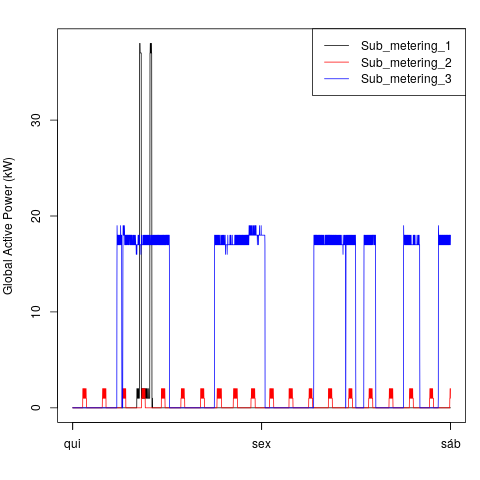 Sub_metering_1
Sub_metering_2
Sub_metering_3
Global Active Power (kW)
30
20
10
0
qui sex sáb